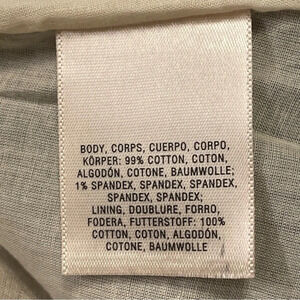 BODY, CORPS, CUERPO, CORPO,
KÖRPER: 99% COTTON, COTON,
ALGODÓN, COTONE, BAUMWOLLE;
1% SPANDEX, SPANDEX, SPANDEX,
SPANDEX, SPANDEX;
LINING, DOUBLURE, FORRO,
FODERA, FUTTERSTOFF: 100%
COTTON, COTON, ALGODÓN,
COTONE, BAUMWOLLE